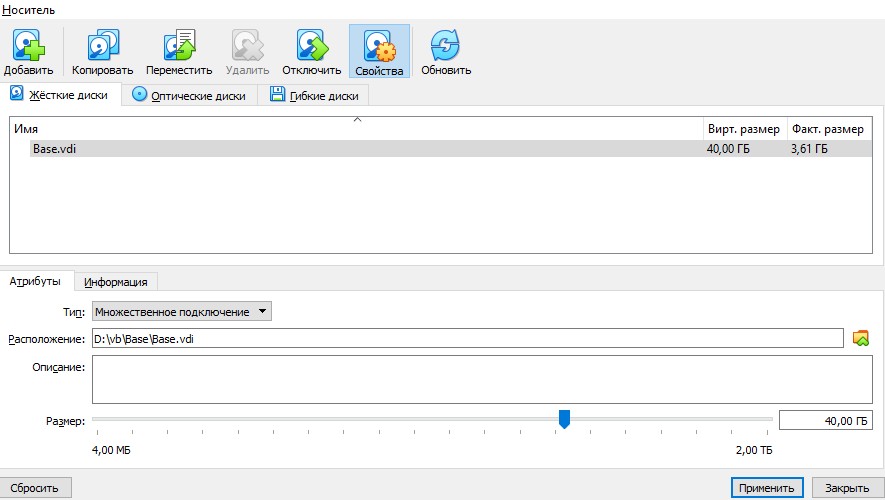 Носитель
Добавить Копировать Переместить Удалить Отключить Свойства Обновить
Жёсткие диски Оптические диски Гибкие диски
Имя Вирт. размер Факт. размер
Base.vdi 40,00 ГБ 3,61 ГБ
Атрибуты Информация
Тип: Множественное подключение
Расположение: D:\vb\Base\Base.vdi
Описание:
Размер: 40,00 ГБ
4,00 МБ 2,00 ТБ
Сбросить Применить Закрыть